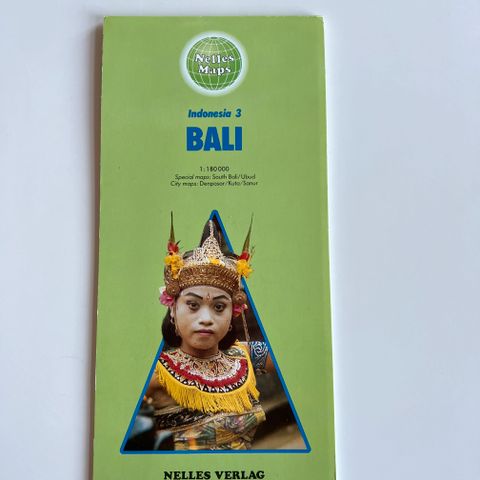 Nelles
Maps
Indonesia 3
BALI
1:180 000
Special maps: South Bali/Ubud
City maps: Denpasar/Kuta/Sanur
NELLES VERLAG